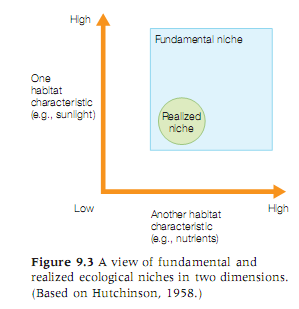 High
Fundamental niche
One
habitat
characteristic
(e.g., sunlight)
Realized
niche
Low
High
Another habitat
characteristic
(e.g., nutrients)
Figure 9.3 A view of fundamental and
realized ecological niches in two dimensions.
(Based on Hutchinson, 1958.)